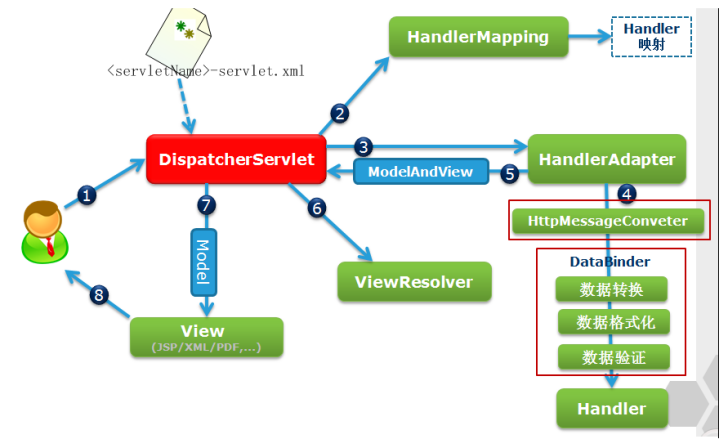 HandlerMapping
Handler
映射
<servletName>-servlet.xml
2
DispatcherServlet
3
HandlerAdapter
ModelAndView
5
1
4
7
6
HttpMessageConveter
Model
DataBinder
ViewResolver
数据转换
8
数据格式化
View
(JSP/XML/PDF,...)
数据验证
Handler